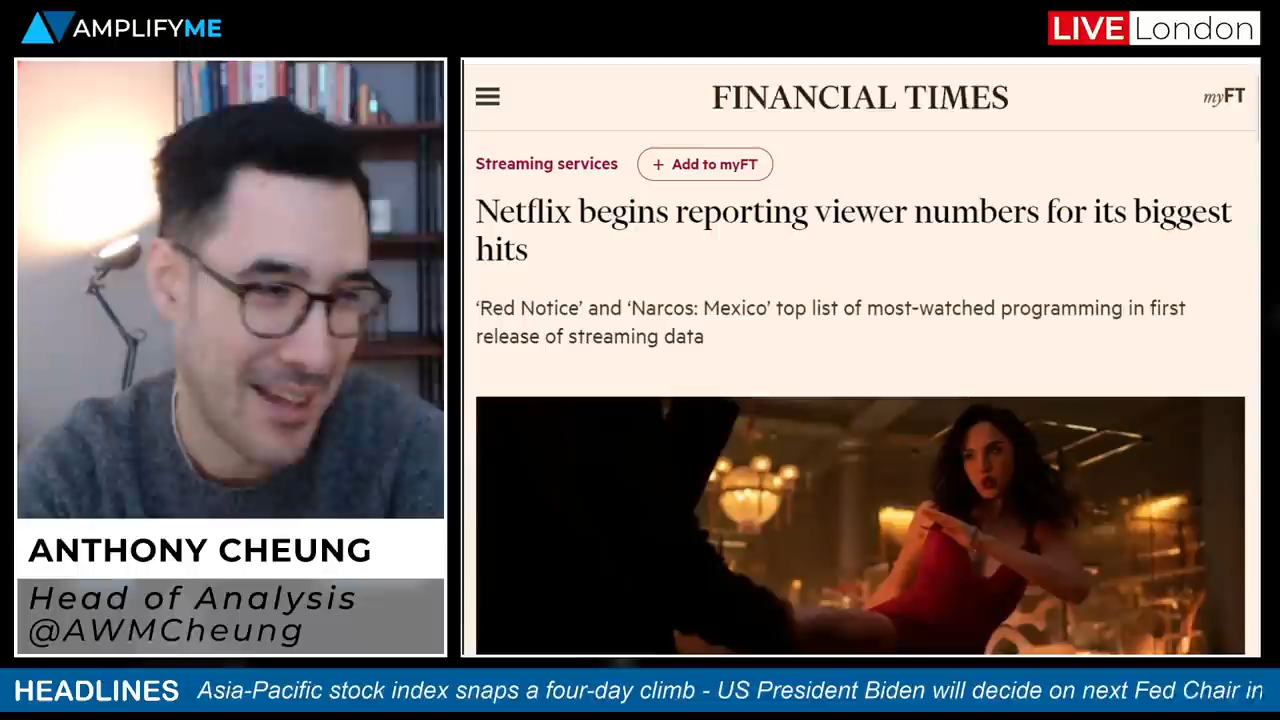 AMPLIFYME
LIVE London
FINANCIAL TIMES
myFT
Streaming services
+ Add to myFT
Netflix begins reporting viewer numbers for its biggest
hits
‘Red Notice’ and ‘Narcos: Mexico’ top list of most-watched programming in first
release of streaming data
ANTHONY CHEUNG
Head of Analysis
@AWMCheung
HEADLINES Asia-Pacific stock index snaps a four-day climb - US President Biden will decide on next Fed Chair in